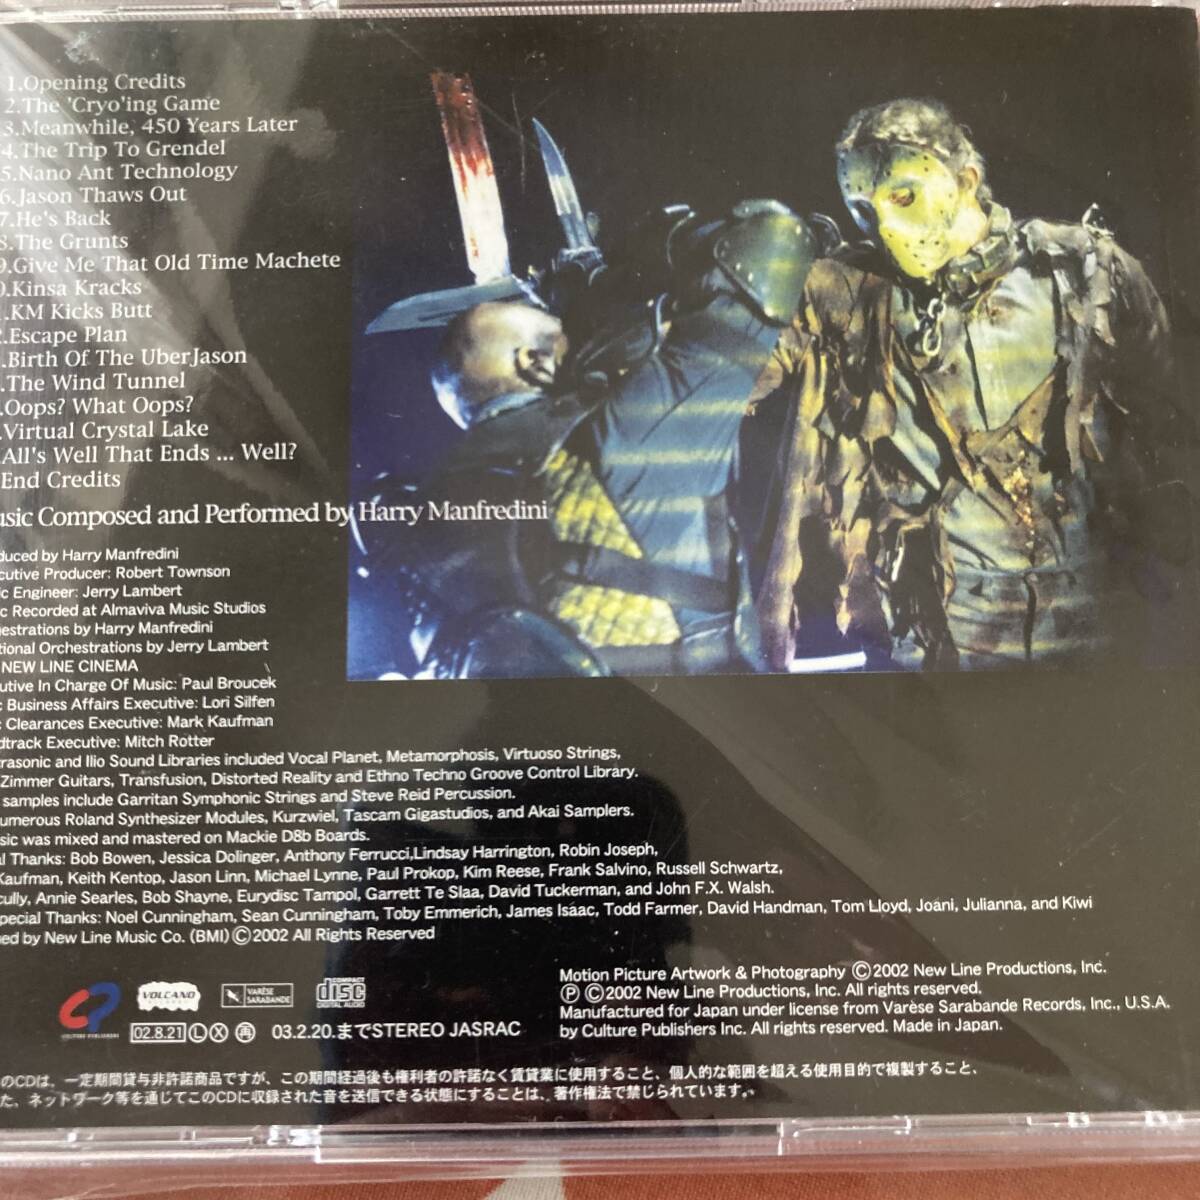 1.Opening Credits
2.The 'Cryo'ing Game
3.Meanwhile, 450 Years Later
4.The Trip To Grendel
5.Nano Ant Technology
6.Jason Thaws Out
7.He's Back
8.The Grunts
9.Give Me That Old Time Machete
0.Kinsa Kracks
.KM Kicks Butt
.Escape Plan
.Birth Of The UberJason
.The Wind Tunnel
.Oops? What Oops?
.Virtual Crystal Lake
All's Well That Ends ... Well?
End Credits
usic Composed and Performed by Harry Manfredini
duced by Harry Manfredini
cutive Producer: Robert Townson
c Engineer: Jerry Lambert
c Recorded at Almaviva Music Studios
hestrations by Harry Manfredini
tional Orchestrations by Jerry Lambert
NEW LINE CINEMA
utive In Charge Of Music: Paul Broucek
c Business Affairs Executive: Lori Silfen
c Clearances Executive: Mark Kaufman
dtrack Executive: Mitch Rotter
rasonic and Ilio Sound Libraries included Vocal Planet, Metamorphosis, Virtuoso Strings,
Zimmer Guitars, Transfusion, Distorted Reality and Ethno Techno Groove Control Library.
samples include Garritan Symphonic Strings and Steve Reid Percussion.
umerous Roland Synthesizer Modules, Kurzwiel, Tascam Gigastudios, and Akai Samplers.
sic was mixed and mastered on Mackie D8b Boards.
al Thanks: Bob Bowen, Jessica Dolinger, Anthony Ferrucci,Lindsay Harrington, Robin Joseph,
Kaufman, Keith Kentop, Jason Linn, Michael Lynne, Paul Prokop, Kim Reese, Frank Salvino, Russell Schwartz,
cully, Annie Searles, Bob Shayne, Eurydisc Tampol, Garrett Te Slaa, David Tuckerman, and John F.X. Walsh.
pecial Thanks: Noel Cunningham, Sean Cunningham, Toby Emmerich, James Isaac, Todd Farmer, David Handman, Tom Lloyd, Joani, Julianna, and Kiwi
ed by New Line Music Co. (BMI) Ⓒ2002 All Rights Reserved
Motion Picture Artwork & Photography Ⓒ2002 New Line Productions, Inc.
Ⓟ Ⓒ2002 New Line Productions, Inc. All rights reserved.
Manufactured for Japan under license from Varèse Sarabande Records, Inc., U.S.A.
by Culture Publishers Inc. All rights reserved. Made in Japan.
CULTURE PUBLISHERS
VOLCANO
VARÈSE SARABANDE
COMPACT disc DIGITAL AUDIO
02.8.21 Ⓛ Ⓧ 再 03.2.20.までSTEREO JASRAC
のCDは、一定期間貸与非許諾商品ですが、この期間経過後も権利者の許諾なく賃貸業に使用すること、個人的な範囲を超える使用目的で複製すること、
た、ネットワーク等を通じてこのCDに収録された音を送信できる状態にすることは、著作権法で禁じられています。